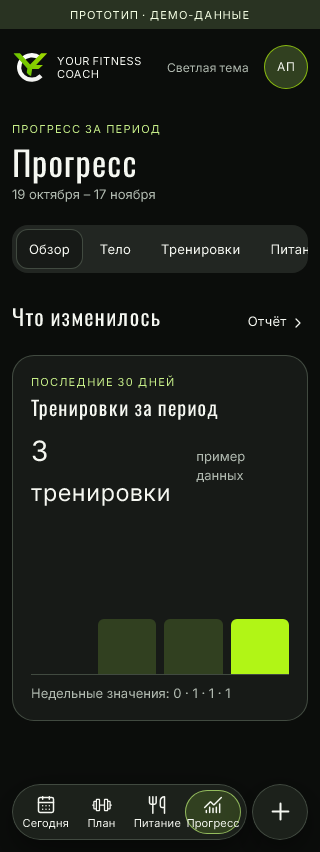 ПРОТОТИП · ДЕМО-ДАННЫЕ
YOUR FITNESS
COACH
Светлая тема
АП
ПРОГРЕСС ЗА ПЕРИОД
Прогресс
19 октября – 17 ноября
Обзор
Тело
Тренировки
Питан
Что изменилось
Отчёт
ПОСЛЕДНИЕ 30 ДНЕЙ
Тренировки за период
3
тренировки
пример
данных
Недельные значения: 0 · 1 · 1 · 1
Сегодня
План
Питание
Прогресс